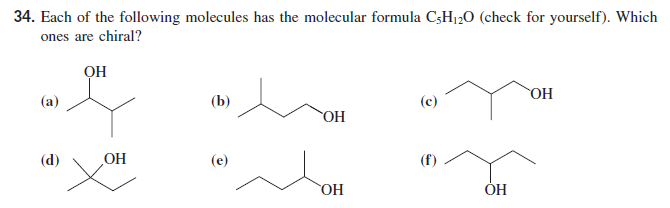 34. Each of the following molecules has the molecular formula C₅H₁₂O (check for yourself). Which
ones are chiral?
OH
(a)
(b)
OH
(c)
OH
(d)
OH
(e)
OH
(f)
OH